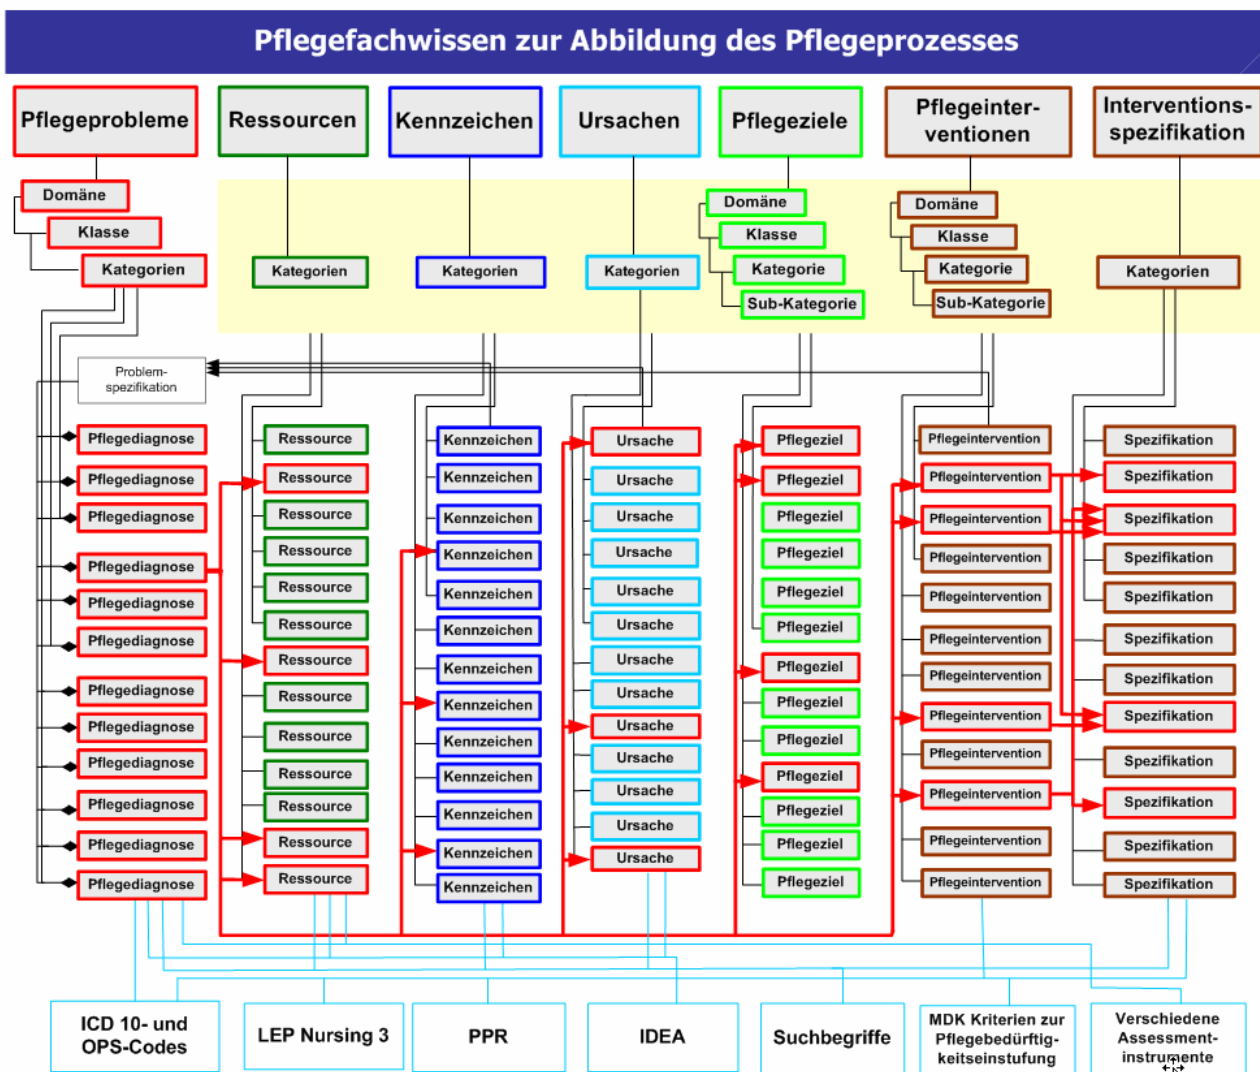 Pflegefachwissen zur Abbildung des Pflegeprozesses
Pflegeprobleme
Ressourcen
Kennzeichen
Ursachen
Pflegeziele
Pflegeinter-
ventionen
Interventions-
spezifikation
Domäne
Klasse
Kategorien
Kategorien
Kategorien
Kategorien
Domäne
Klasse
Kategorie
Sub-Kategorie
Domäne
Klasse
Kategorie
Sub-Kategorie
Kategorien
Problem-
spezifikation
Pflegediagnose
Pflegediagnose
Pflegediagnose
Pflegediagnose
Pflegediagnose
Pflegediagnose
Pflegediagnose
Pflegediagnose
Pflegediagnose
Pflegediagnose
Pflegediagnose
Pflegediagnose
Ressource
Ressource
Ressource
Ressource
Ressource
Ressource
Ressource
Ressource
Ressource
Ressource
Ressource
Ressource
Ressource
Kennzeichen
Kennzeichen
Kennzeichen
Kennzeichen
Kennzeichen
Kennzeichen
Kennzeichen
Kennzeichen
Kennzeichen
Kennzeichen
Kennzeichen
Kennzeichen
Kennzeichen
Ursache
Ursache
Ursache
Ursache
Ursache
Ursache
Ursache
Ursache
Ursache
Ursache
Ursache
Ursache
Ursache
Pflegeziel
Pflegeziel
Pflegeziel
Pflegeziel
Pflegeziel
Pflegeziel
Pflegeziel
Pflegeziel
Pflegeziel
Pflegeziel
Pflegeziel
Pflegeziel
Pflegeziel
Pflegeintervention
Pflegeintervention
Pflegeintervention
Pflegeintervention
Pflegeintervention
Pflegeintervention
Pflegeintervention
Pflegeintervention
Pflegeintervention
Pflegeintervention
Pflegeintervention
Pflegeintervention
Spezifikation
Spezifikation
Spezifikation
Spezifikation
Spezifikation
Spezifikation
Spezifikation
Spezifikation
Spezifikation
Spezifikation
Spezifikation
Spezifikation
ICD 10- und
OPS-Codes
LEP Nursing 3
PPR
IDEA
Suchbegriffe
MDK Kriterien zur
Pflegebedürftig-
keitseinstufung
Verschiedene
Assessment-
instrumente